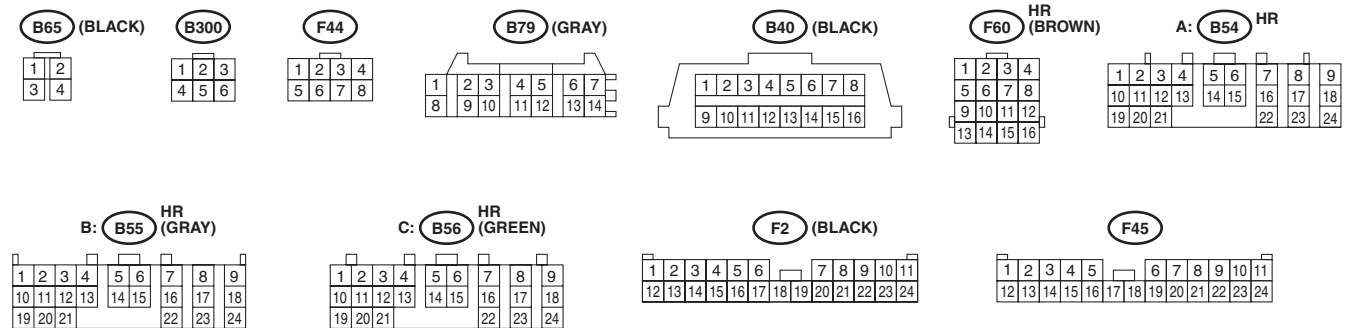 B65 (BLACK)
1 2
3 4
B300
1 2 3
4 5 6
F44
1 2 3 4
5 6 7 8
B79 (GRAY)
1 2 3 4 5 6 7
8 9 10 11 12 13 14
B40 (BLACK)
1 2 3 4 5 6 7 8
9 10 11 12 13 14 15 16
F60 HR (BROWN)
1 2 3 4
5 6 7 8
9 10 11 12
13 14 15 16
A: B54 HR
1 2 3 4 5 6 7 8 9
10 11 12 13 14 15 16 17 18
19 20 21 22 23 24
B: B55 HR (GRAY)
1 2 3 4 5 6 7 8 9
10 11 12 13 14 15 16 17 18
19 20 21 22 23 24
C: B56 HR (GREEN)
1 2 3 4 5 6 7 8 9
10 11 12 13 14 15 16 17 18
19 20 21 22 23 24
F2 (BLACK)
1 2 3 4 5 6 7 8 9 10 11
12 13 14 15 16 17 18 19 20 21 22 23 24
F45
1 2 3 4 5 6 7 8 9 10 11
12 13 14 15 16 17 18 19 20 21 22 23 24